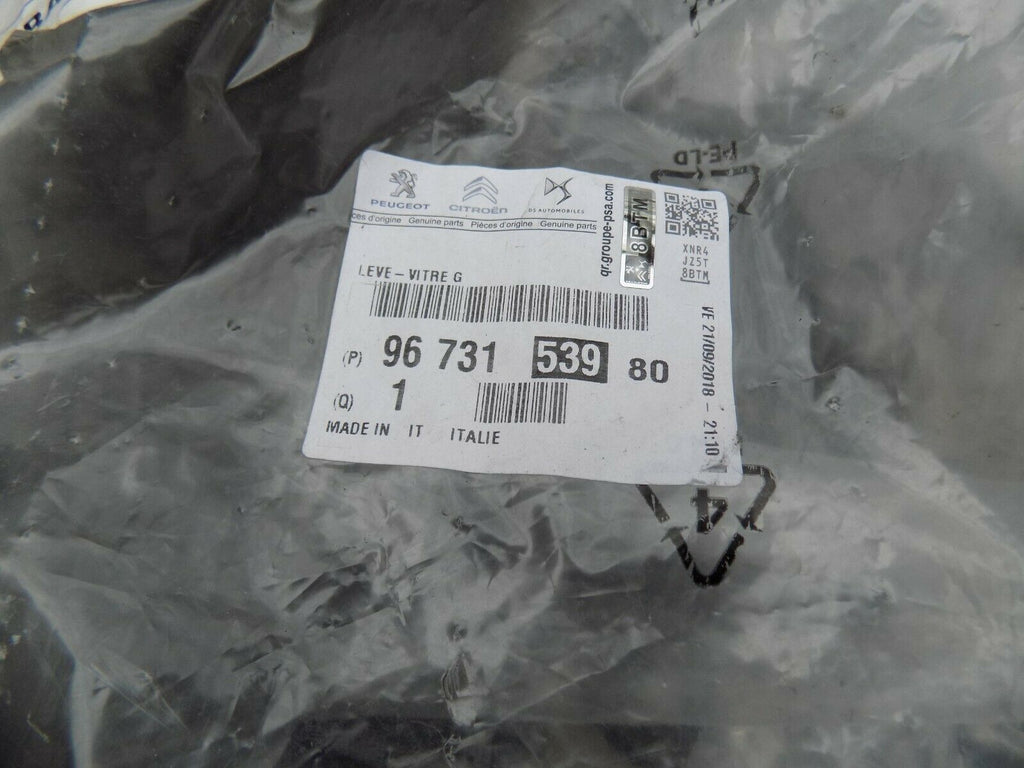 PEUGEOT CITROËN DS AUTOMOBILES
ces d'origine Genuine parts Pièces d'origine Genuine parts
qr.groupe-psa.com
8BTM
XNR4
JZ5T
8BTM
LEVE-VITRE G
(P) 96 731 539 80
(Q) 1
MADE IN IT ITALIE
VE 21/09/2018 - 21:10
PE-LD
4